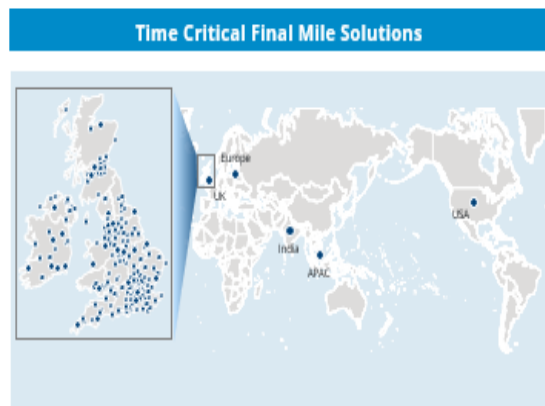 Time Critical Final Mile Solutions
Europe
UK
USA
India
APAC